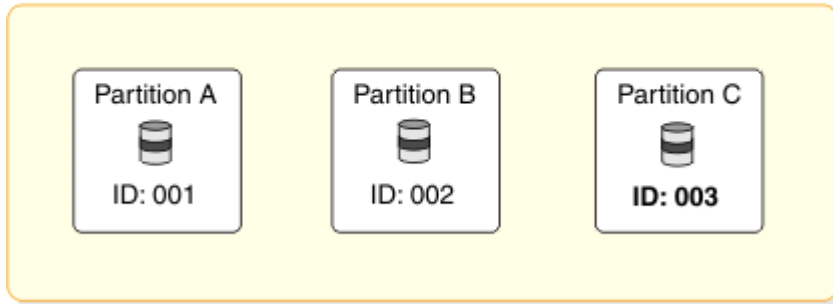 Partition A
ID: 001
Partition B
ID: 002
Partition C
ID: 003